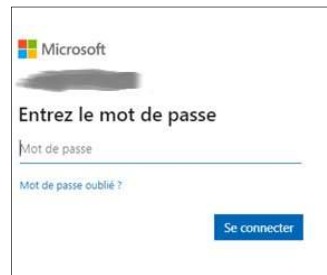 Microsoft
Entrez le mot de passe
Mot de passe
Mot de passe oublié ?
Se connecter